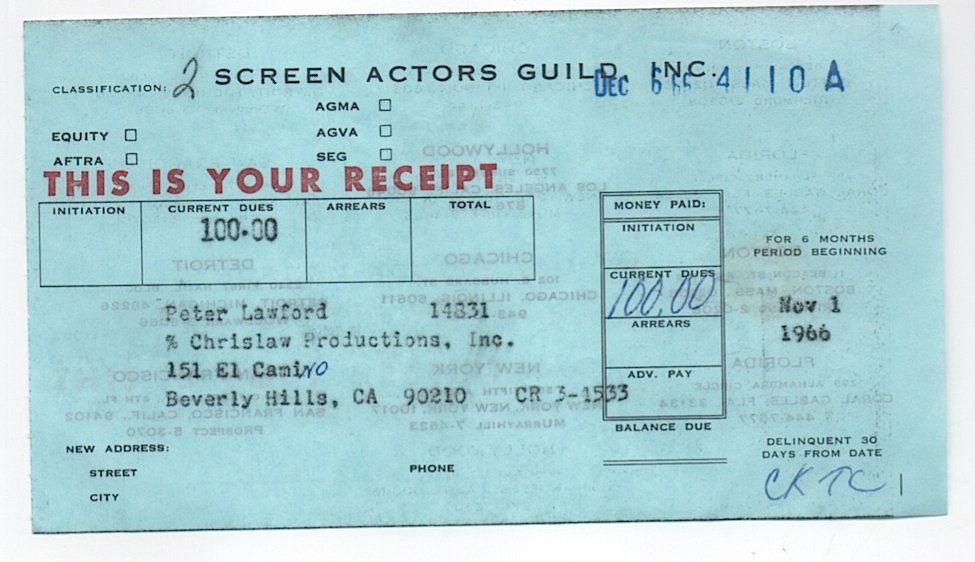 SCREEN ACTORS GUILD, INC.
DEC 6 '66 4110 A
CLASSIFICATION: 2
AGMA
EQUITY AGVA
AFTRA SEG
THIS IS YOUR RECEIPT
INITIATION CURRENT DUES ARREARS TOTAL
100.00
MONEY PAID:
INITIATION
FOR 6 MONTHS
PERIOD BEGINNING
CURRENT DUES
100.00
Nov 1
1966
ARREARS
ADV. PAY
BALANCE DUE
Peter Lawford 14831
% Chrislaw Productions, Inc.
151 El Camino
Beverly Hills, CA 90210 CR 3-1533
NEW ADDRESS:
STREET PHONE
CITY
DELINQUENT 30
DAYS FROM DATE
CK TC